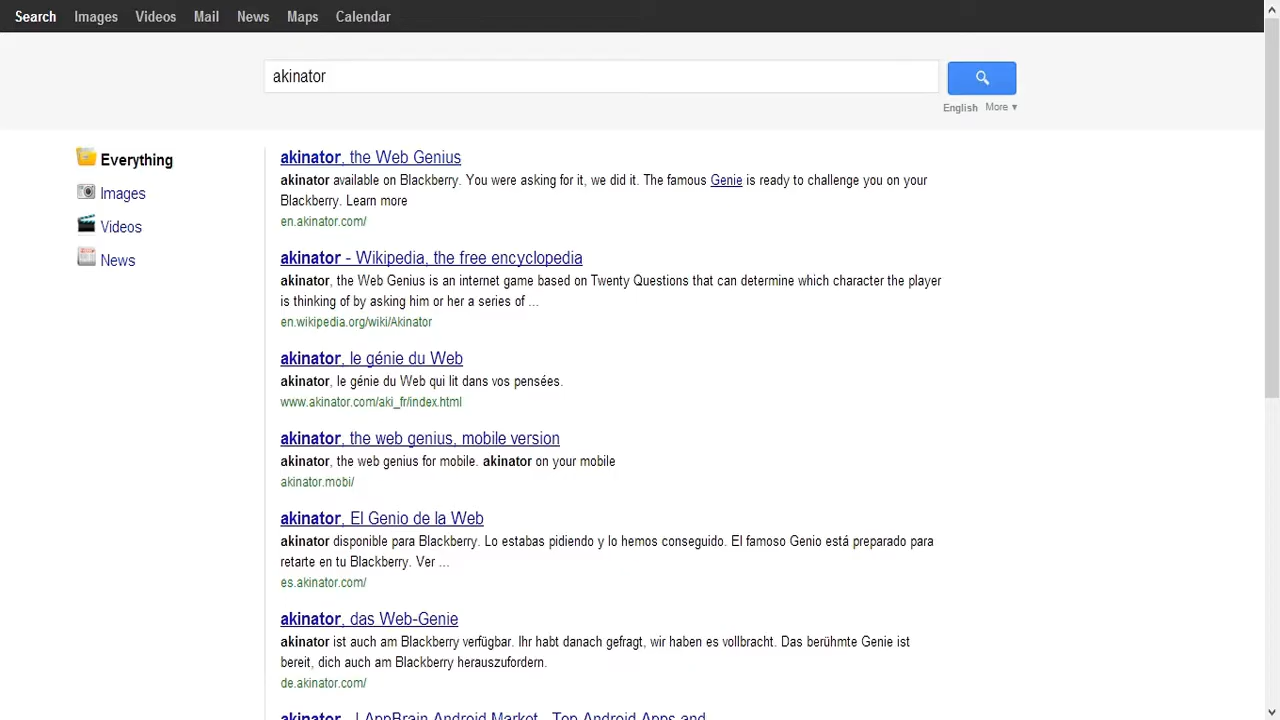 Search Images Videos Mail News Maps Calendar
akinator
English More ▾
Everything
Images
Videos
News
akinator, the Web Genius
akinator available on Blackberry. You were asking for it, we did it. The famous Genie is ready to challenge you on your
Blackberry. Learn more
en.akinator.com/
akinator - Wikipedia, the free encyclopedia
akinator, the Web Genius is an internet game based on Twenty Questions that can determine which character the player
is thinking of by asking him or her a series of ...
en.wikipedia.org/wiki/Akinator
akinator, le génie du Web
akinator, le génie du Web qui lit dans vos pensées.
www.akinator.com/aki_fr/index.html
akinator, the web genius, mobile version
akinator, the web genius for mobile. akinator on your mobile
akinator.mobi/
akinator, El Genio de la Web
akinator disponible para Blackberry. Lo estabas pidiendo y lo hemos conseguido. El famoso Genio está preparado para
retarte en tu Blackberry. Ver ...
es.akinator.com/
akinator, das Web-Genie
akinator ist auch am Blackberry verfügbar. Ihr habt danach gefragt, wir haben es vollbracht. Das berühmte Genie ist
bereit, dich auch am Blackberry herauszufordern.
de.akinator.com/
akinator - | AppBrain Android Market - Top Android Apps and